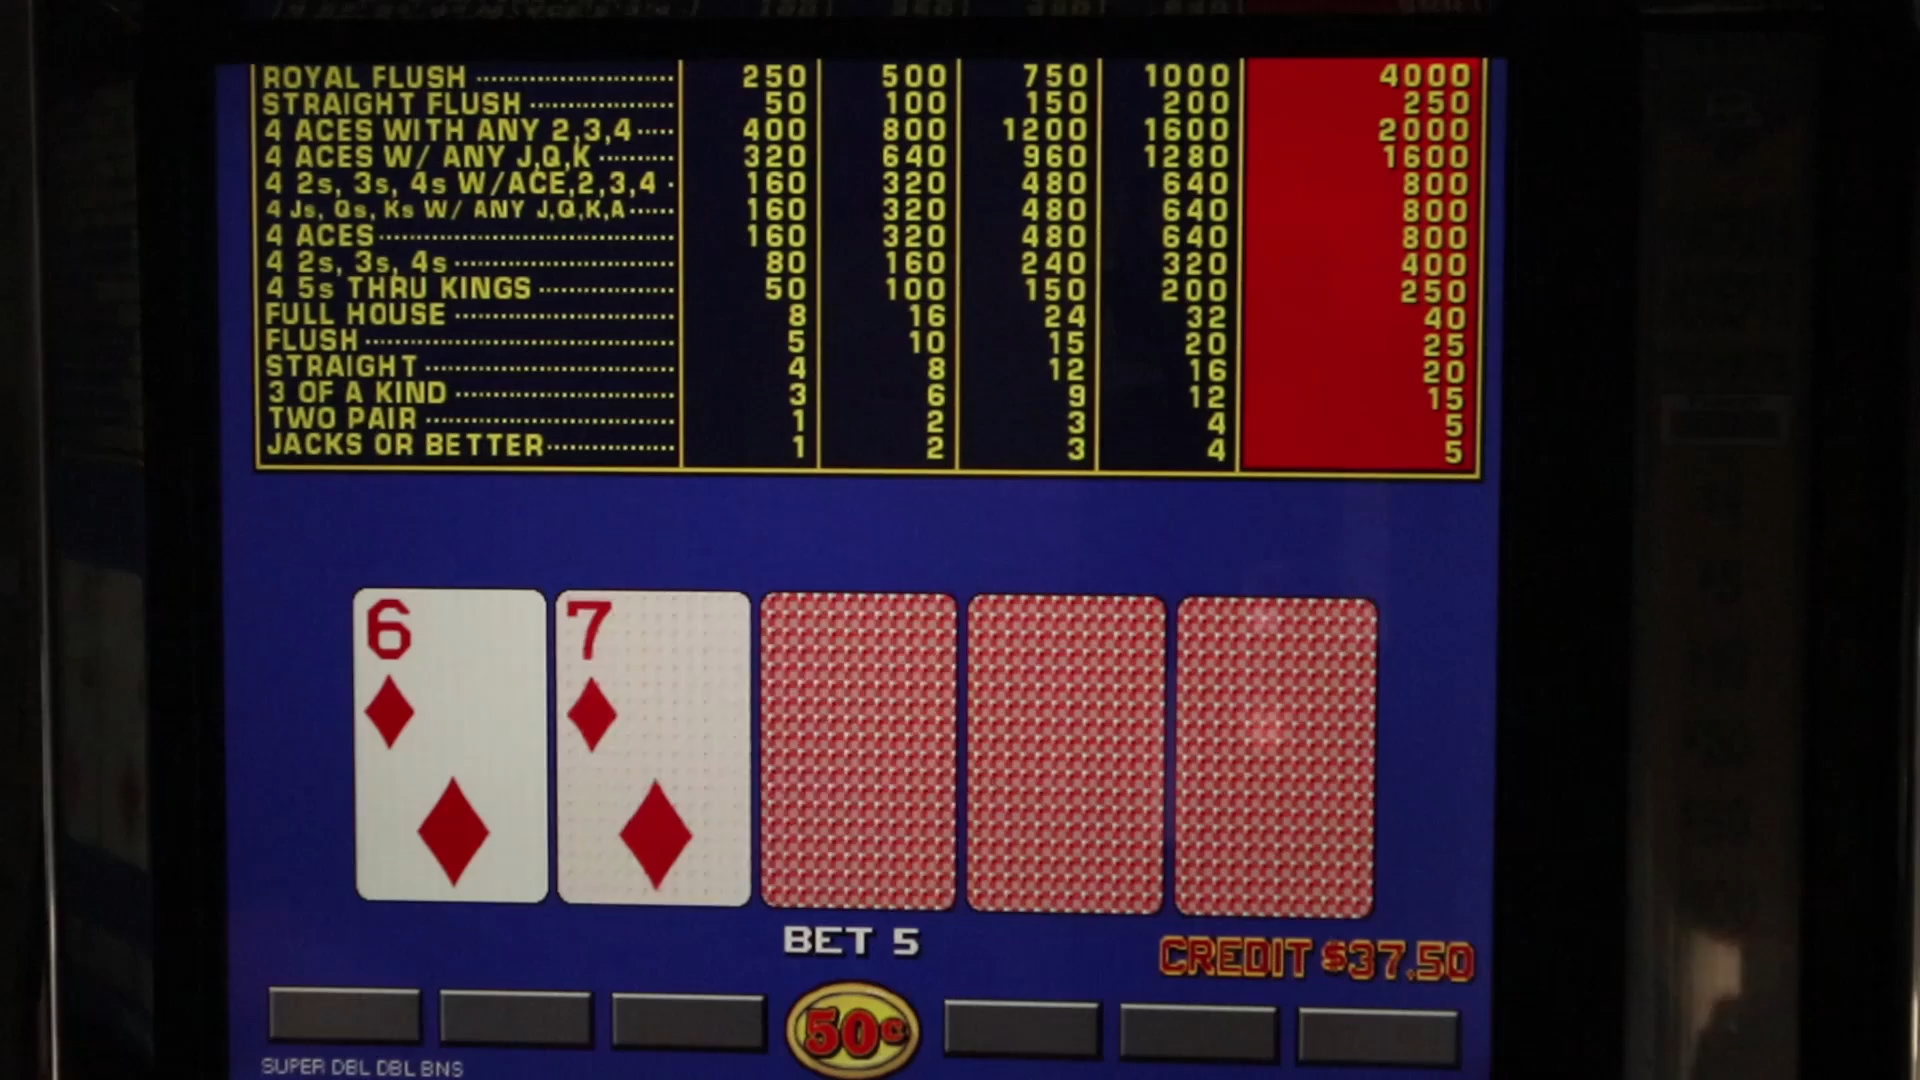 ROYAL FLUSH 250 500 750 1000 4000
STRAIGHT FLUSH 50 100 150 200 250
4 ACES WITH ANY 2,3,4 400 800 1200 1600 2000
4 ACES W/ ANY J,Q,K 320 640 960 1280 1600
4 2s, 3s, 4s W/ACE,2,3,4 160 320 480 640 800
4 Js, Qs, Ks W/ ANY J,Q,K,A 160 320 480 640 800
4 ACES 160 320 480 640 800
4 2s, 3s, 4s 80 160 240 320 400
4 5s THRU KINGS 50 100 150 200 250
FULL HOUSE 8 16 24 32 40
FLUSH 5 10 15 20 25
STRAIGHT 4 8 12 16 20
3 OF A KIND 3 6 9 12 15
TWO PAIR 1 2 3 4 5
JACKS OR BETTER 1 2 3 4 5
6 7
BET 5
CREDIT $37.50
50¢
SUPER DBL DBL BNS